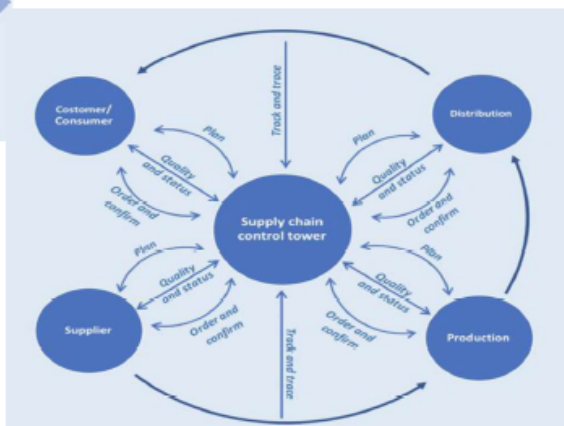 Costomer/
Consumer
Distribution
Track and trace
Plan
Quality
and status
Order and
confirm
Plan
Quality
and status
Order and
confirm
Supply chain
control tower
Plan
Quality
and status
Order and
confirm
Plan
Quality
and status
Order and
confirm
Supplier
Production
Track and trace